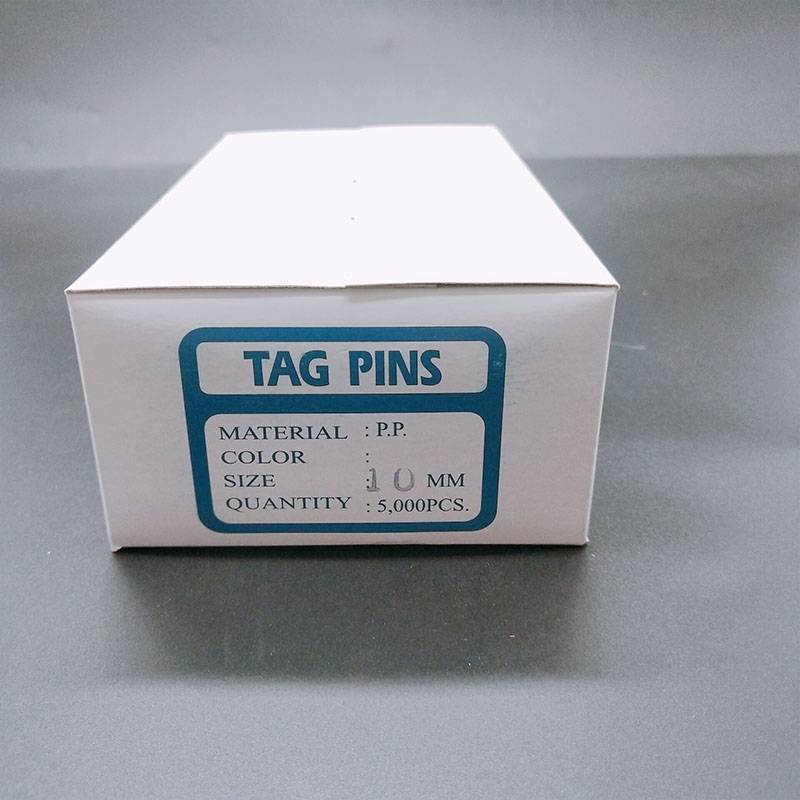 TAG PINS
MATERIAL : P.P.
COLOR :
SIZE : 10 MM
QUANTITY : 5,000PCS.